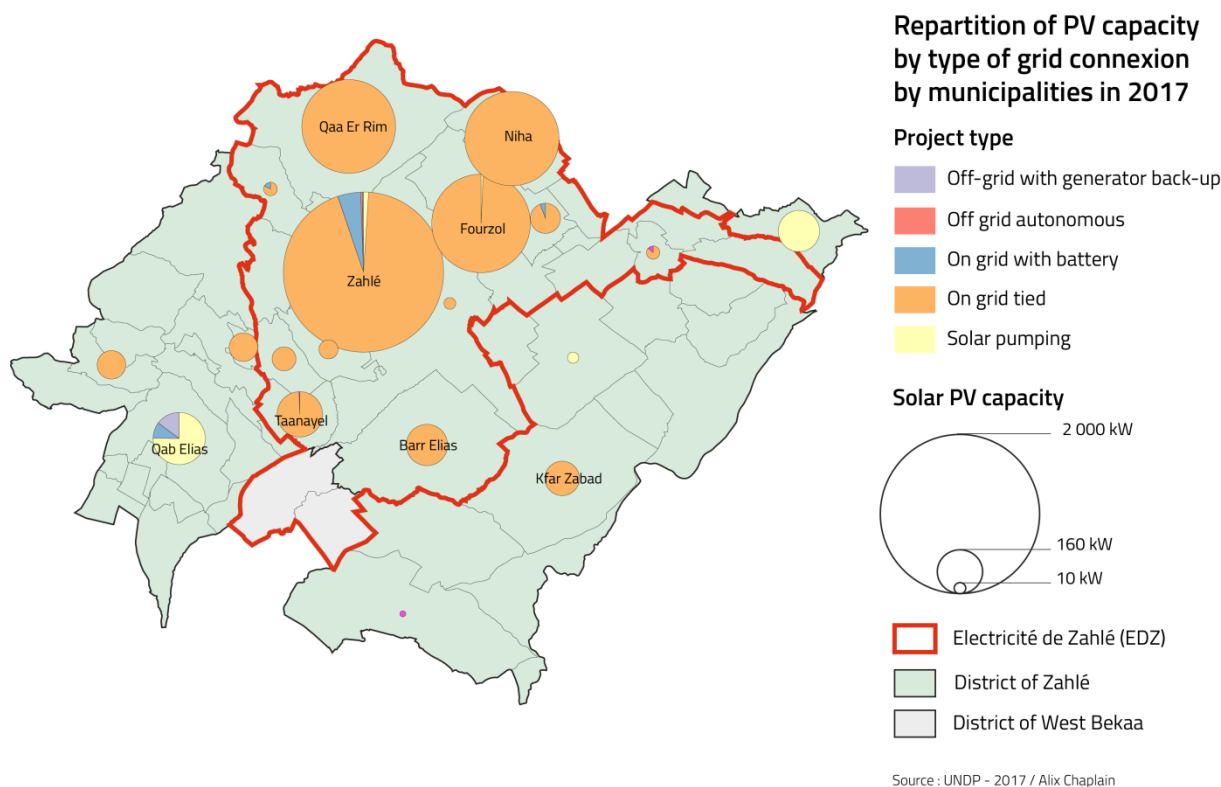 Repartition of PV capacity
by type of grid connexion
by municipalities in 2017
Project type
Off-grid with generator back-up
Off grid autonomous
On grid with battery
On grid tied
Solar pumping
Solar PV capacity
2 000 kW
160 kW
10 kW
Electricité de Zahlé (EDZ)
District of Zahlé
District of West Bekaa
Source : UNDP - 2017 / Alix Chaplain
Qaa Er Rim
Niha
Fourzol
Zahlé
Taanayel
Barr Elias
Qab Elias
Kfar Zabad